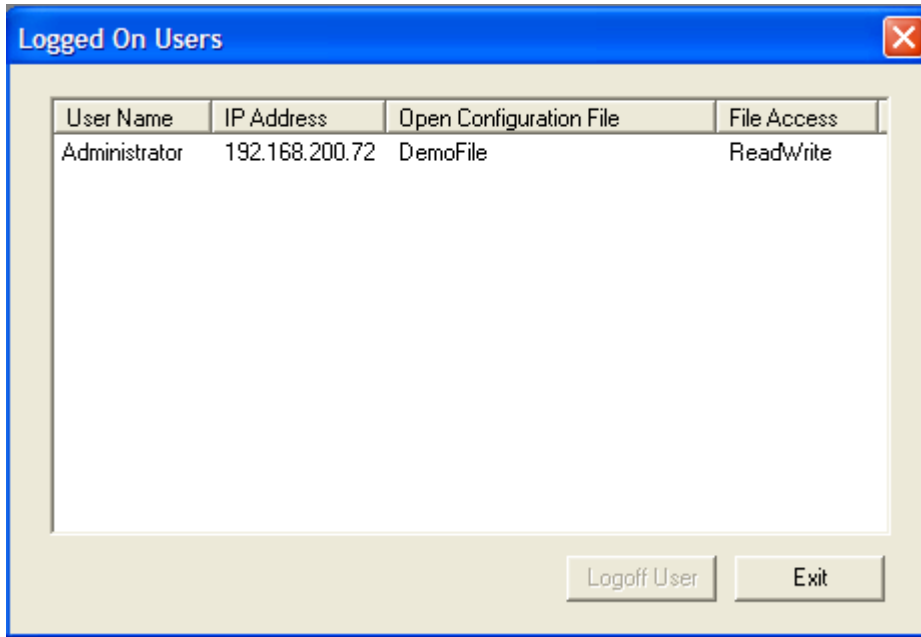 Logged On Users
User Name IP Address Open Configuration File File Access
Administrator 192.168.200.72 DemoFile ReadWrite
Logoff User Exit